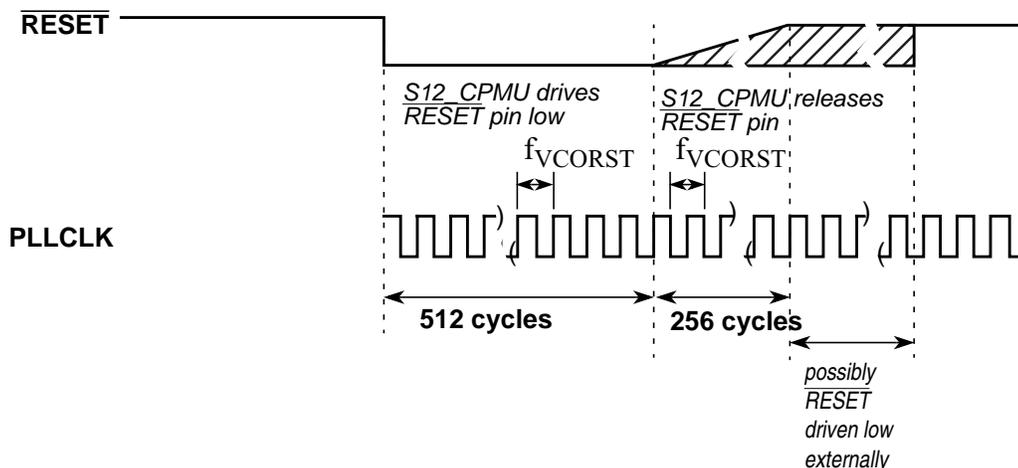 RESET
S12_CPMU drives
RESET pin low
S12_CPMU releases
RESET pin
fVCORST
fVCORST
PLLCLK
512 cycles
256 cycles
possibly
RESET
driven low
externally